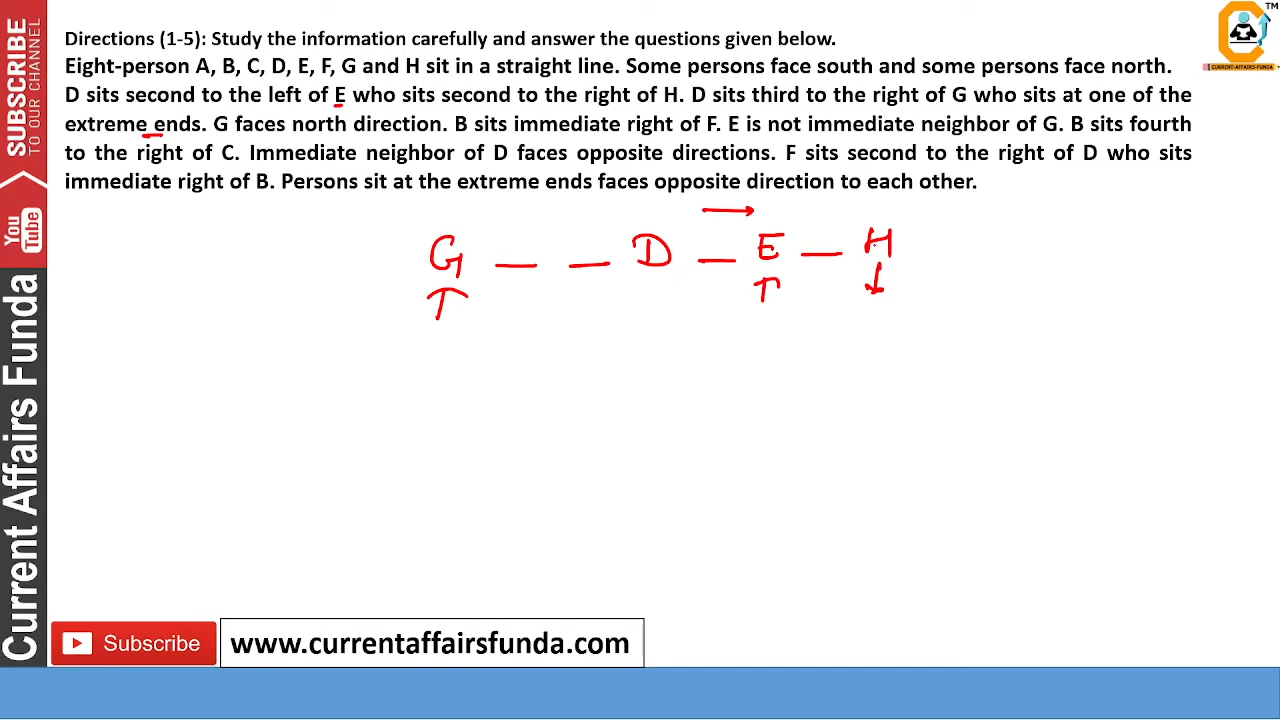 SUBSCRIBE
OUR CHANNEL
You
Tube
Current Affairs Funda
TM
CURRENT-AFFAIRS-FUNDA
Directions (1-5): Study the information carefully and answer the questions given below.
Eight-person A, B, C, D, E, F, G and H sit in a straight line. Some persons face south and some persons face north.
D sits second to the left of E who sits second to the right of H. D sits third to the right of G who sits at one of the
extreme ends. G faces north direction. B sits immediate right of F. E is not immediate neighbor of G. B sits fourth
to the right of C. Immediate neighbor of D faces opposite directions. F sits second to the right of D who sits
immediate right of B. Persons sit at the extreme ends faces opposite direction to each other.
G _ _ D _ E _ H
Subscribe
www.currentaffairsfunda.com